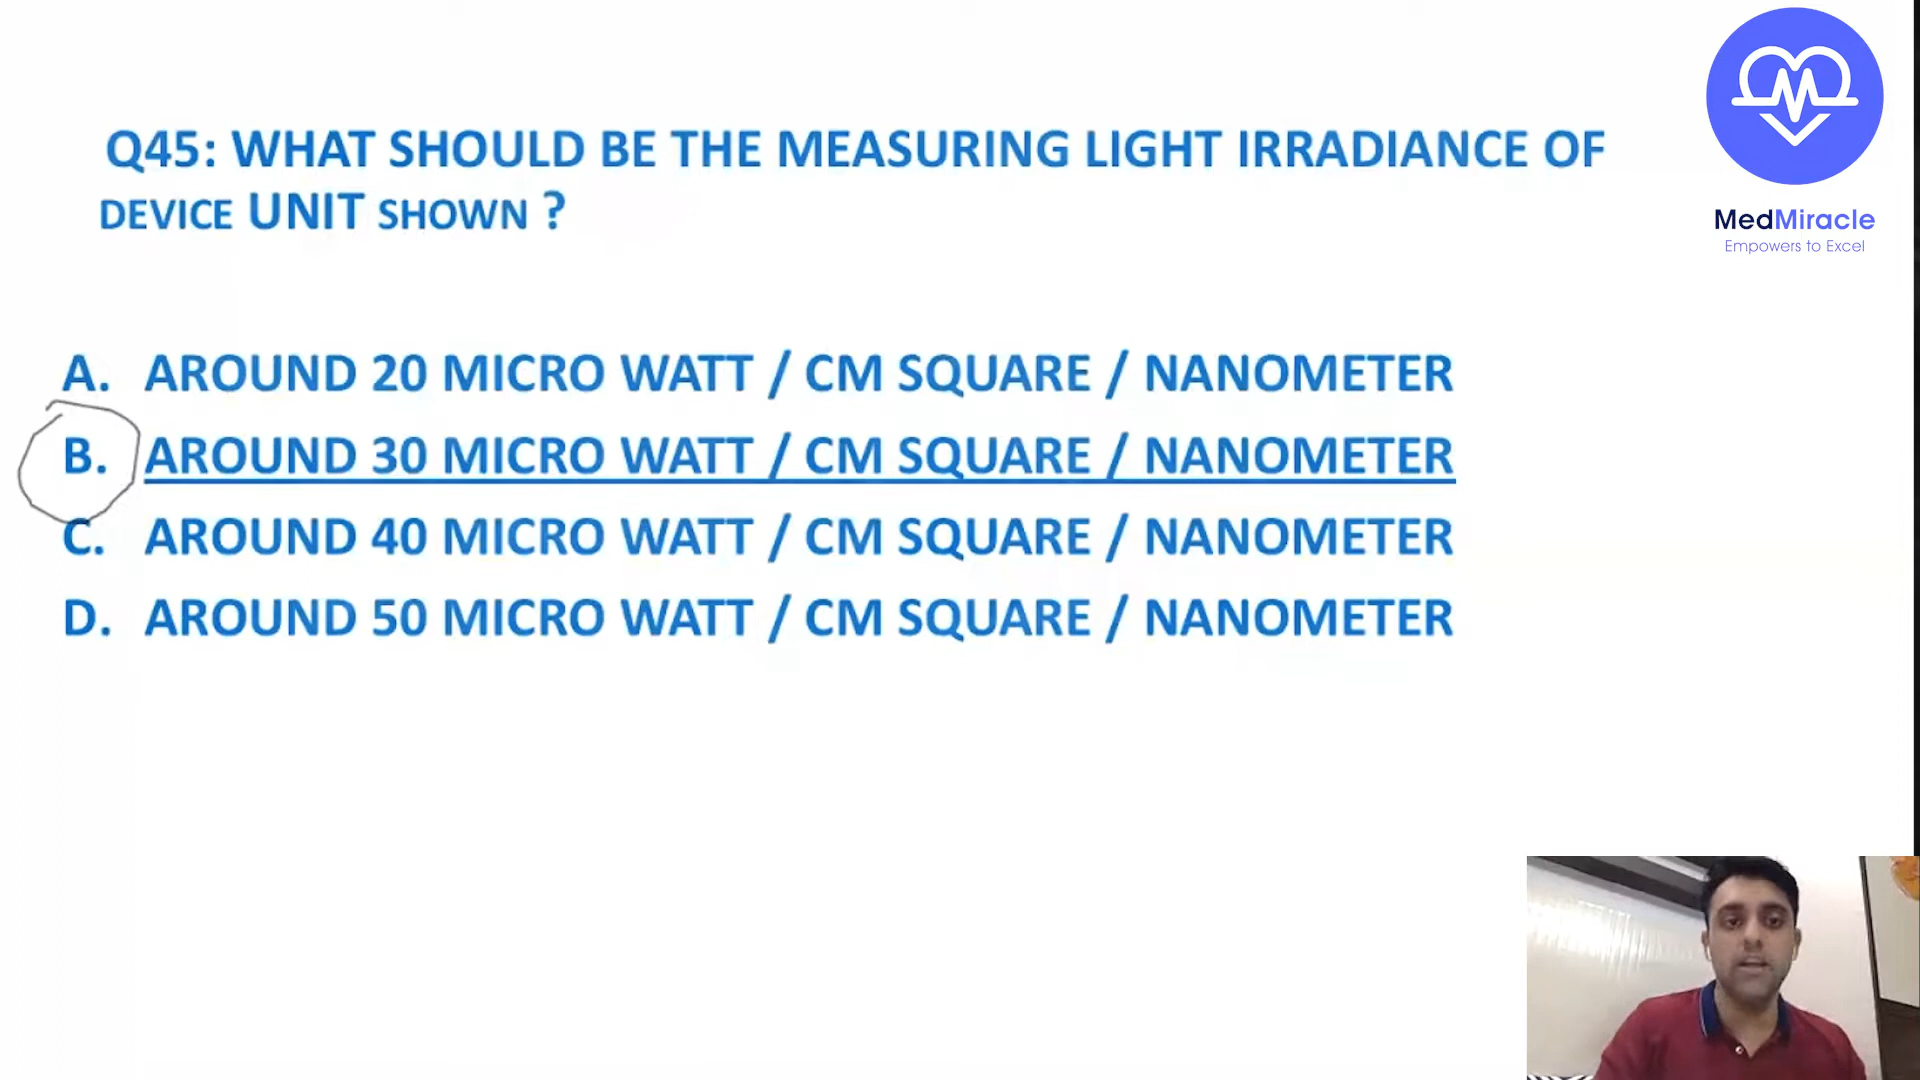 Q45: WHAT SHOULD BE THE MEASURING LIGHT IRRADIANCE OF
DEVICE UNIT SHOWN ?
A. AROUND 20 MICRO WATT / CM SQUARE / NANOMETER
B. AROUND 30 MICRO WATT / CM SQUARE / NANOMETER
C. AROUND 40 MICRO WATT / CM SQUARE / NANOMETER
D. AROUND 50 MICRO WATT / CM SQUARE / NANOMETER
MedMiracle
Empowers to Excel